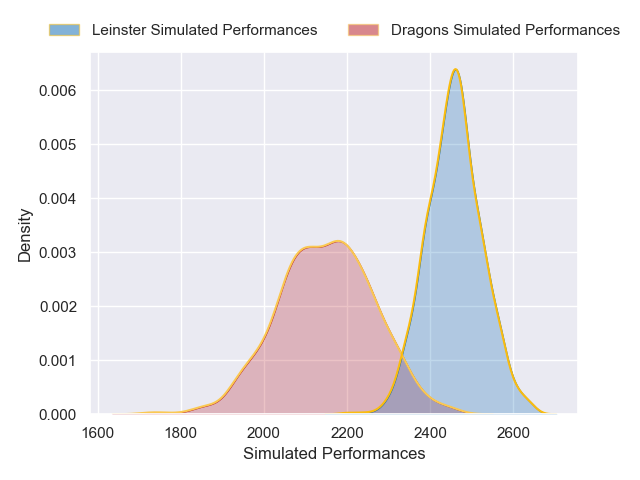 Leinster Simulated Performances
Dragons Simulated Performances
0.006
0.005
0.004
0.003
0.002
0.001
0.000
Density
1600 1800 2000 2200 2400 2600
Simulated Performances